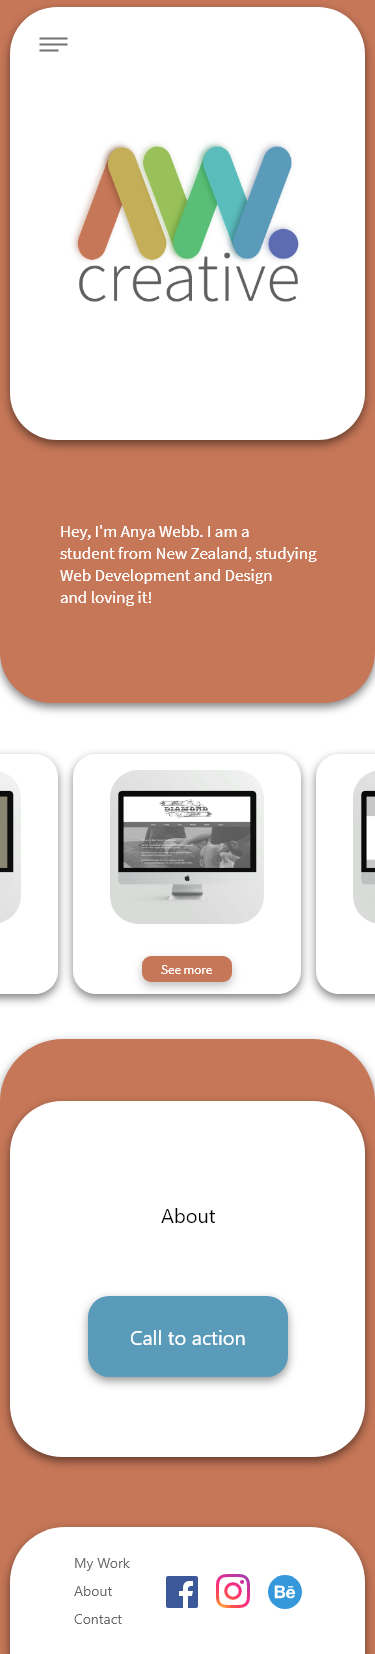 AW.
creative
Hey, I'm Anya Webb. I am a
student from New Zealand, studying
Web Development and Design
and loving it!
DIAMOND
See more
About
Call to action
My Work
About
Contact
Bē